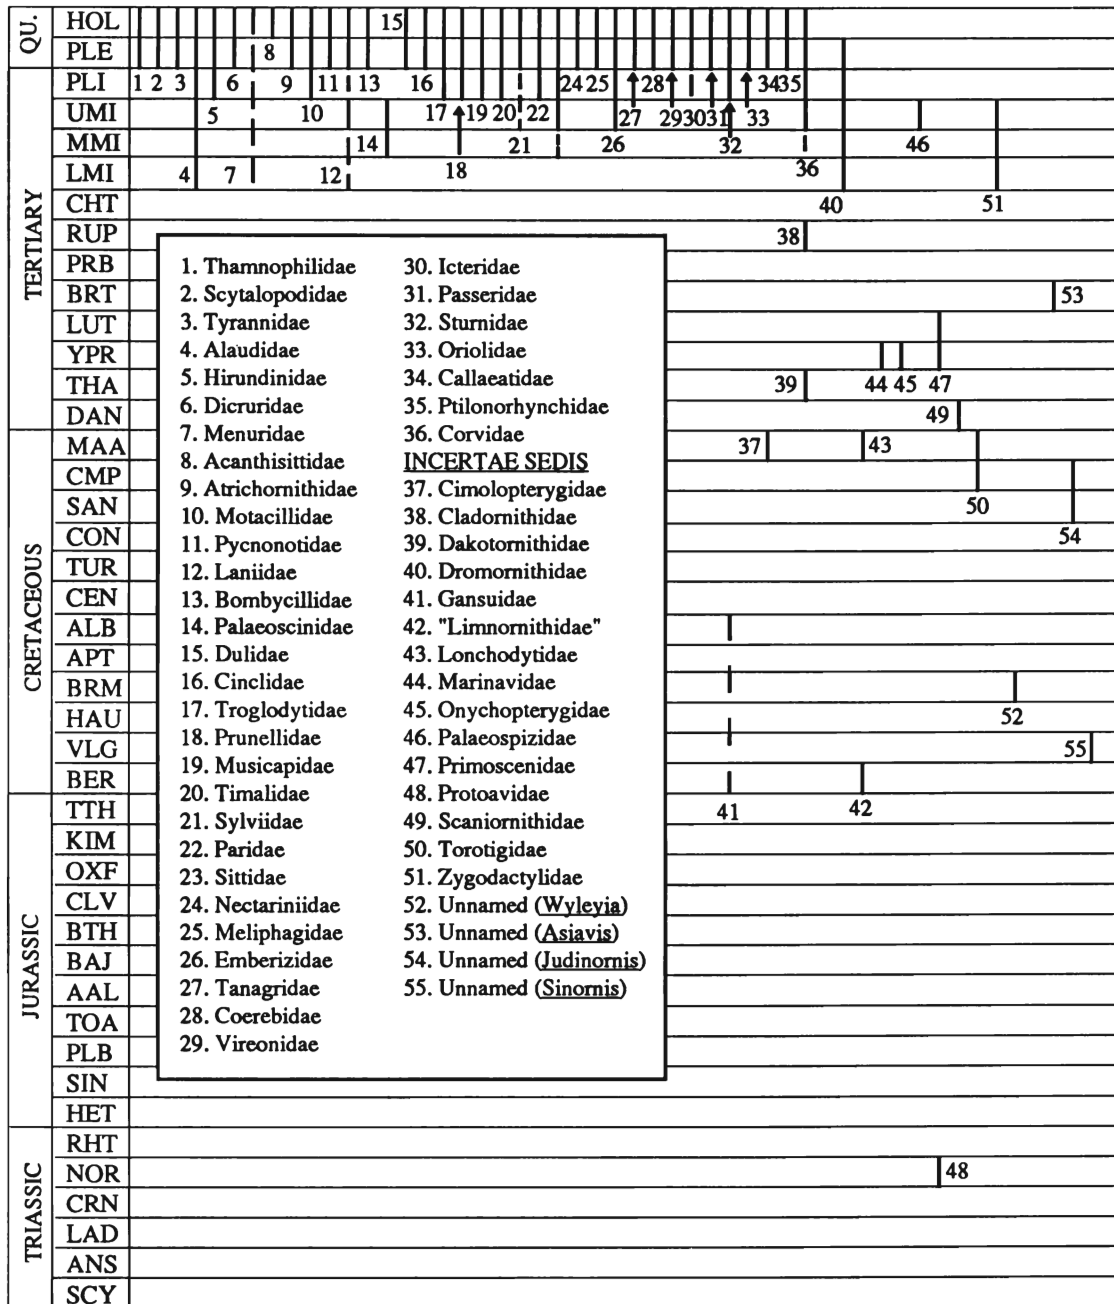 QU.
HOL 15
PLE 8
PLI 1 2 3 6 9 11 13 16 24 25 28 34 35
UMI 5 10 17 19 20 22 27 29 30 31 33
MMI 14 21 26 32 46
LMI 4 7 12 18 36
TERTIARY
CHT 40 51
RUP 38
PRB
BRT 53
LUT
YPR
THA 39 44 45 47
DAN 49
CRETACEOUS
MAA 37 43
CMP
SAN 50
CON 54
TUR
CEN
ALB
APT
BRM
HAU 52
VLG 55
BER
JURASSIC
TTH 41 42
KIM
OXF
CLV
BTH
BAJ
AAL
TOA
PLB
SIN
HET
TRIASSIC
RHT
NOR 48
CRN
LAD
ANS
SCY
1. Thamnophilidae
2. Scytalopodidae
3. Tyrannidae
4. Alaudidae
5. Hirundinidae
6. Dicruridae
7. Menuridae
8. Acanthisittidae
9. Atrichornithidae
10. Motacillidae
11. Pycnonotidae
12. Laniidae
13. Bombycillidae
14. Palaeoscinidae
15. Dulidae
16. Cinclidae
17. Troglodytidae
18. Prunellidae
19. Musicapidae
20. Timalidae
21. Sylviidae
22. Paridae
23. Sittidae
24. Nectariniidae
25. Meliphagidae
26. Emberizidae
27. Tanagridae
28. Coerebidae
29. Vireonidae
30. Icteridae
31. Passeridae
32. Sturnidae
33. Oriolidae
34. Callaeatidae
35. Ptilonorhynchidae
36. Corvidae
INCERTAE SEDIS
37. Cimolopterygidae
38. Cladornithidae
39. Dakotornithidae
40. Dromornithidae
41. Gansuidae
42. "Limnornithidae"
43. Lonchodytidae
44. Marinavidae
45. Onychopterygidae
46. Palaeospizidae
47. Primoscenidae
48. Protoavidae
49. Scaniornithidae
50. Torotigidae
51. Zygodactylidae
52. Unnamed (Wyleyia)
53. Unnamed (Asiavis)
54. Unnamed (Judinornis)
55. Unnamed (Sinornis)